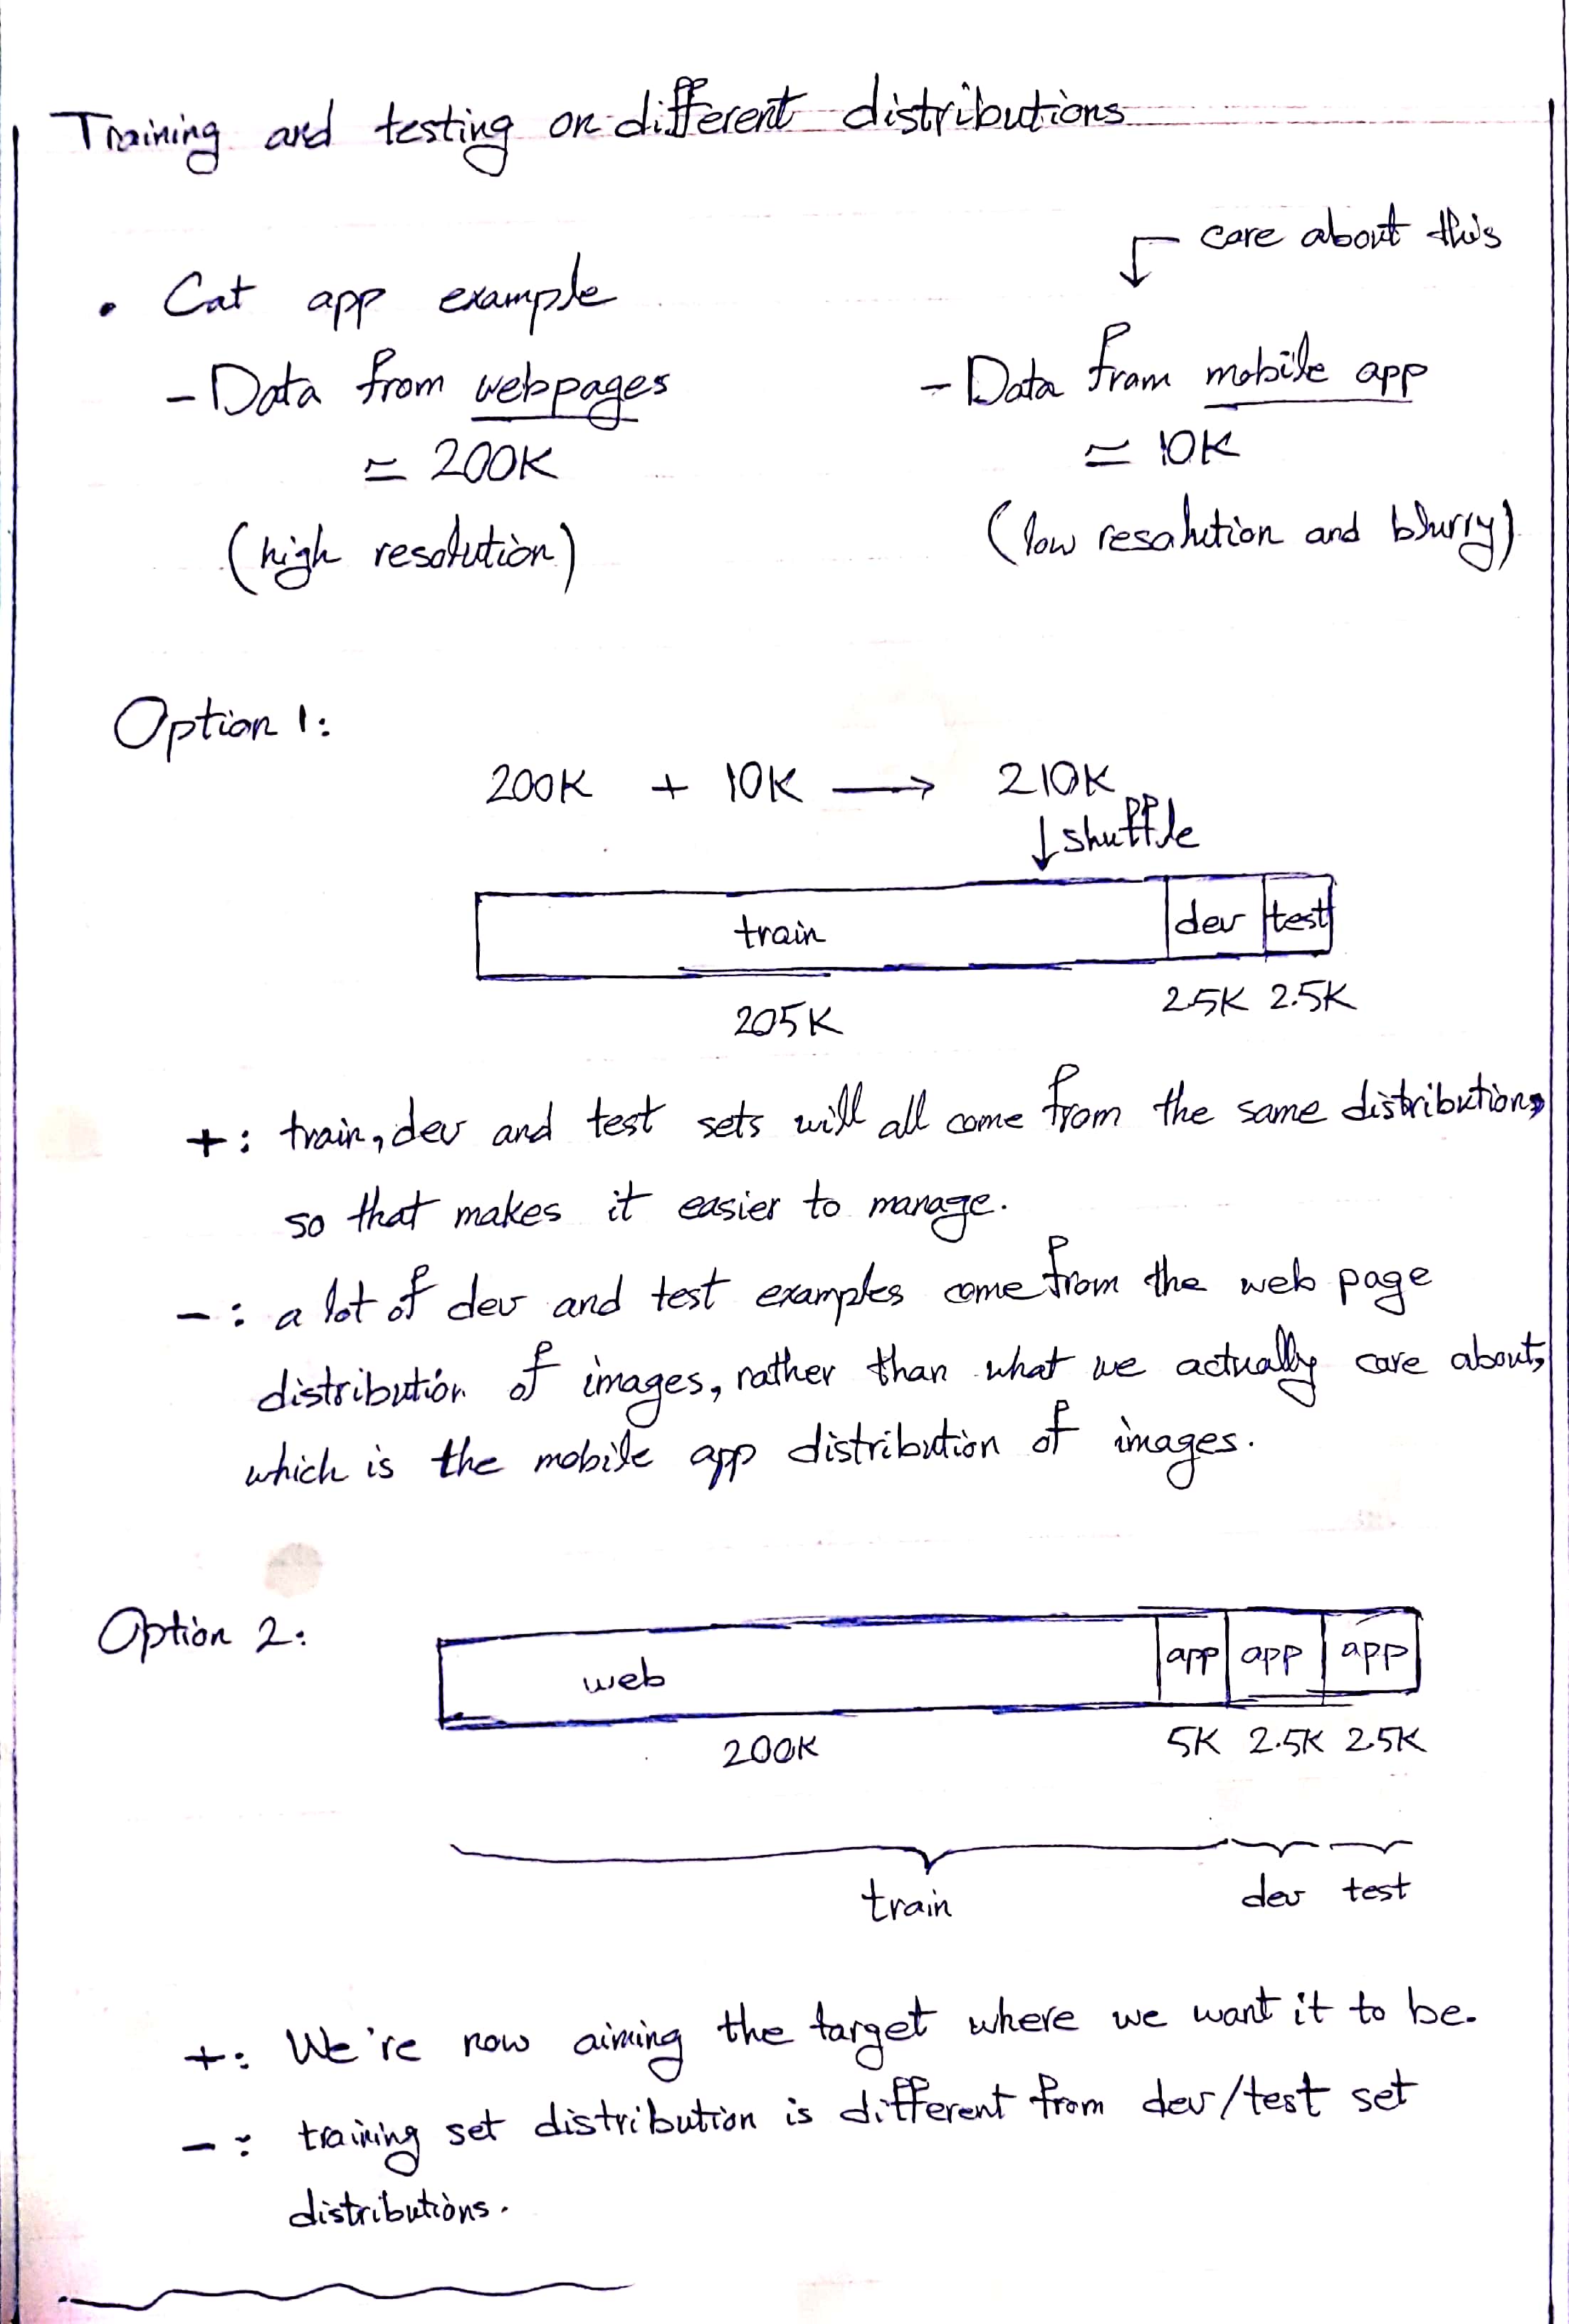 Training and testing on different distributions
care about this
• Cat app example
- Data from webpages
- Data from mobile app
≃ 200K
≃ 10K
(high resolution)
(low resolution and blurry)
Option 1:
200K + 10K → 210K
↓ shuffle
train dev test
205K 2.5K 2.5K
+: train, dev and test sets will all come from the same distributions,
so that makes it easier to manage.
-: a lot of dev and test examples come from the web page
distribution of images, rather than what we actually care about,
which is the mobile app distribution of images.
Option 2:
web app app app
200K 5K 2.5K 2.5K
train dev test
+: We're now aiming the target where we want it to be.
-: training set distribution is different from dev/test set
distributions.